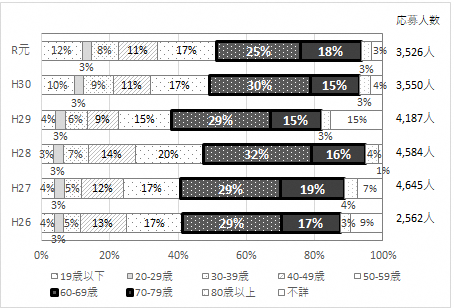 応募人数
R元 12% 8% 11% 17% 25% 18% 3% 3,526人
3% 3%
H30 10% 9% 11% 17% 30% 15% 4% 3,550人
3% 3%
H29 4% 6% 9% 15% 29% 15% 15% 4,187人
3% 3%
H28 3% 7% 14% 20% 32% 16% 4% 4,584人
3% 1%
H27 4% 5% 12% 17% 29% 19% 7% 4,645人
3% 4%
H26 4% 5% 13% 17% 29% 17% 3% 9% 2,562人
3%
0% 20% 40% 60% 80% 100%
19歳以下 20-29歳 30-39歳 40-49歳 50-59歳
60-69歳 70-79歳 80歳以上 不詳